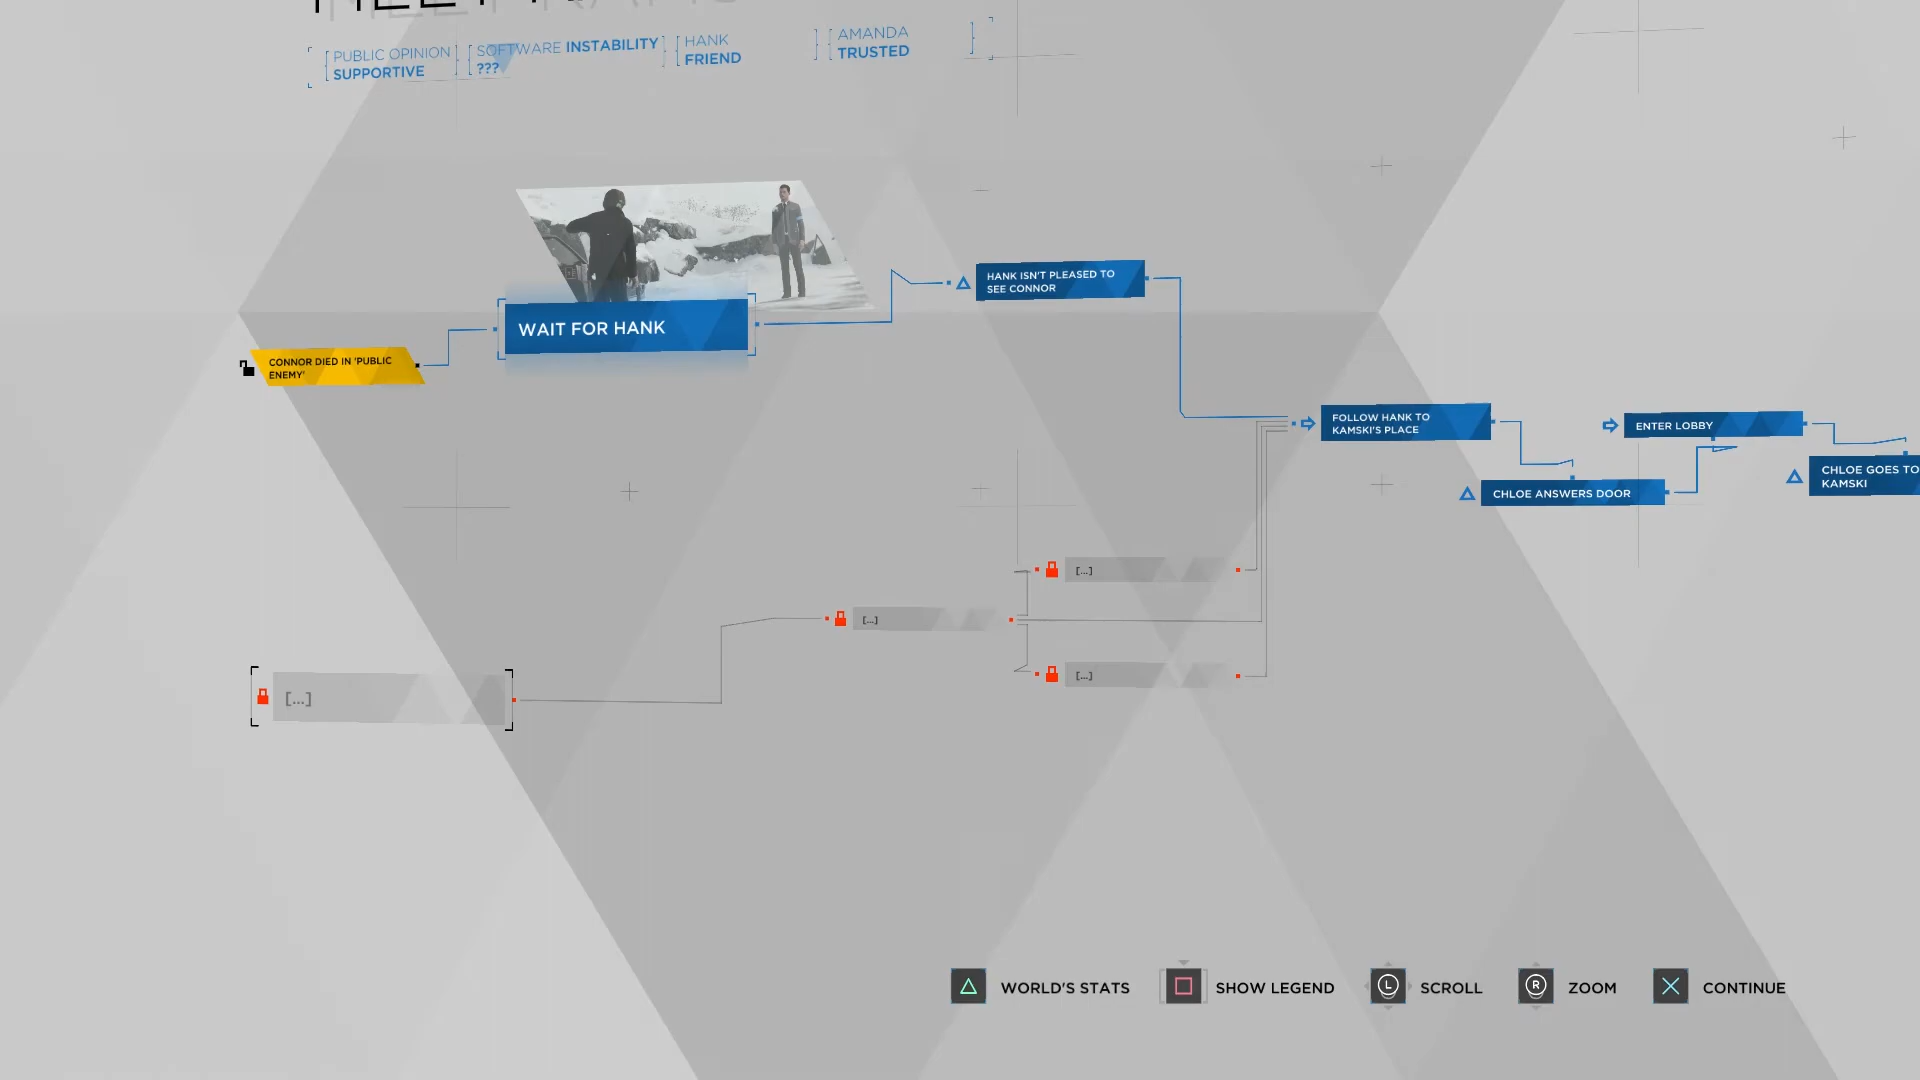 PUBLIC OPINION
SUPPORTIVE
SOFTWARE INSTABILITY
???
HANK
FRIEND
AMANDA
TRUSTED
HANK ISN'T PLEASED TO
SEE CONNOR
WAIT FOR HANK
CONNOR DIED IN 'PUBLIC
ENEMY'
FOLLOW HANK TO
KAMSKI'S PLACE
ENTER LOBBY
CHLOE GOES TO
KAMSKI
CHLOE ANSWERS DOOR
[...]
[...]
[...]
[...]
WORLD'S STATS
SHOW LEGEND
L
SCROLL
R
ZOOM
CONTINUE